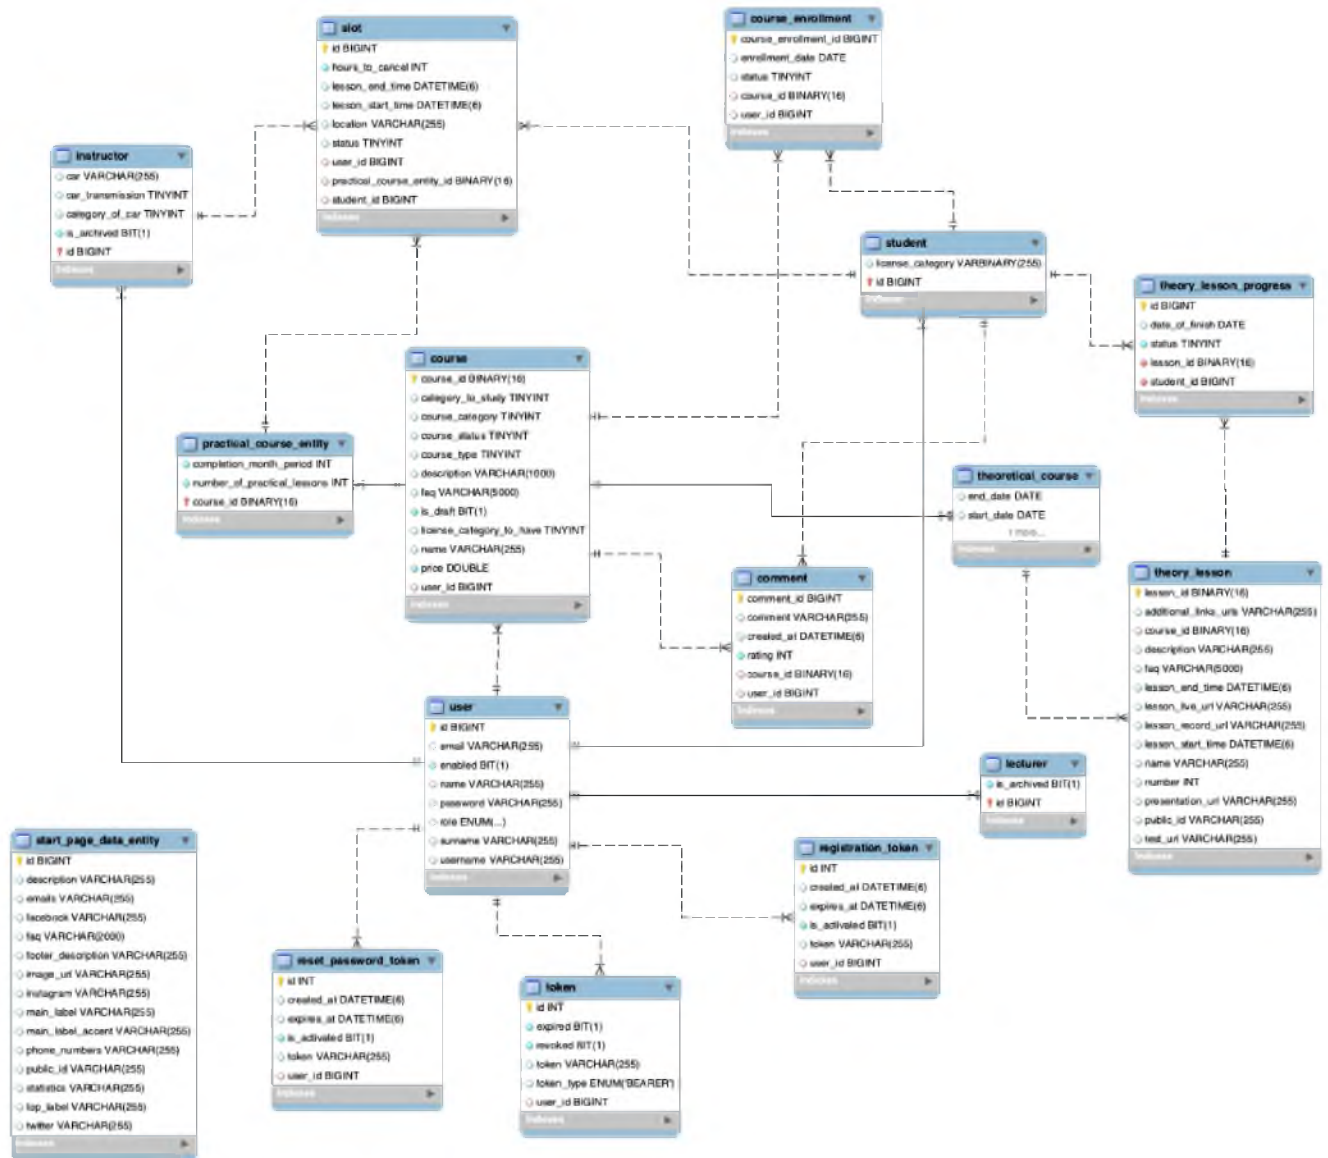 slot
id BIGINT
hours_to_cancel INT
lesson_end_time DATETIME(6)
lesson_start_time DATETIME(6)
location VARCHAR(255)
status TINYINT
user_id BIGINT
practical_course_entity_id BINARY(16)
student_id BIGINT
Indexes
course_enrollment
course_enrollment_id BIGINT
enrollment_date DATE
status TINYINT
course_id BINARY(16)
user_id BIGINT
Indexes
instructor
car VARCHAR(255)
car_transmission TINYINT
category_of_car TINYINT
is_archived BIT(1)
id BIGINT
Indexes
student
license_category VARBINARY(255)
id BIGINT
Indexes
theory_lesson_progress
id BIGINT
date_of_finish DATE
status TINYINT
lesson_id BINARY(16)
student_id BIGINT
Indexes
course
course_id BINARY(16)
category_to_study TINYINT
course_category TINYINT
course_status TINYINT
course_type TINYINT
description VARCHAR(1000)
faq VARCHAR(5000)
is_draft BIT(1)
license_category_to_have TINYINT
name VARCHAR(255)
price DOUBLE
user_id BIGINT
Indexes
practical_course_entity
completion_month_period INT
number_of_practical_lessons INT
course_id BINARY(16)
Indexes
theoretical_course
end_date DATE
start_date DATE
1 more...
Indexes
comment
comment_id BIGINT
comment VARCHAR(255)
created_at DATETIME(6)
rating INT
course_id BINARY(16)
user_id BIGINT
Indexes
theory_lesson
lesson_id BINARY(16)
additional_links_urls VARCHAR(255)
course_id BINARY(16)
description VARCHAR(255)
faq VARCHAR(5000)
lesson_end_time DATETIME(6)
lesson_live_url VARCHAR(255)
lesson_record_url VARCHAR(255)
lesson_start_time DATETIME(6)
name VARCHAR(255)
number INT
presentation_url VARCHAR(255)
public_id VARCHAR(255)
test_url VARCHAR(255)
Indexes
user
id BIGINT
email VARCHAR(255)
enabled BIT(1)
name VARCHAR(255)
password VARCHAR(255)
role ENUM(...)
surname VARCHAR(255)
username VARCHAR(255)
Indexes
lecturer
is_archived BIT(1)
id BIGINT
Indexes
start_page_data_entity
id BIGINT
description VARCHAR(255)
emails VARCHAR(255)
facebook VARCHAR(255)
faq VARCHAR(2000)
footer_description VARCHAR(255)
image_url VARCHAR(255)
instagram VARCHAR(255)
main_label VARCHAR(255)
main_label_accent VARCHAR(255)
phone_numbers VARCHAR(255)
public_id VARCHAR(255)
statistics VARCHAR(255)
top_label VARCHAR(255)
twitter VARCHAR(255)
Indexes
registration_token
id INT
created_at DATETIME(6)
expires_at DATETIME(6)
is_activated BIT(1)
token VARCHAR(255)
user_id BIGINT
Indexes
reset_password_token
id INT
created_at DATETIME(6)
expires_at DATETIME(6)
is_activated BIT(1)
token VARCHAR(255)
user_id BIGINT
Indexes
token
id INT
expired BIT(1)
revoked BIT(1)
token VARCHAR(255)
token_type ENUM('BEARER')
user_id BIGINT
Indexes